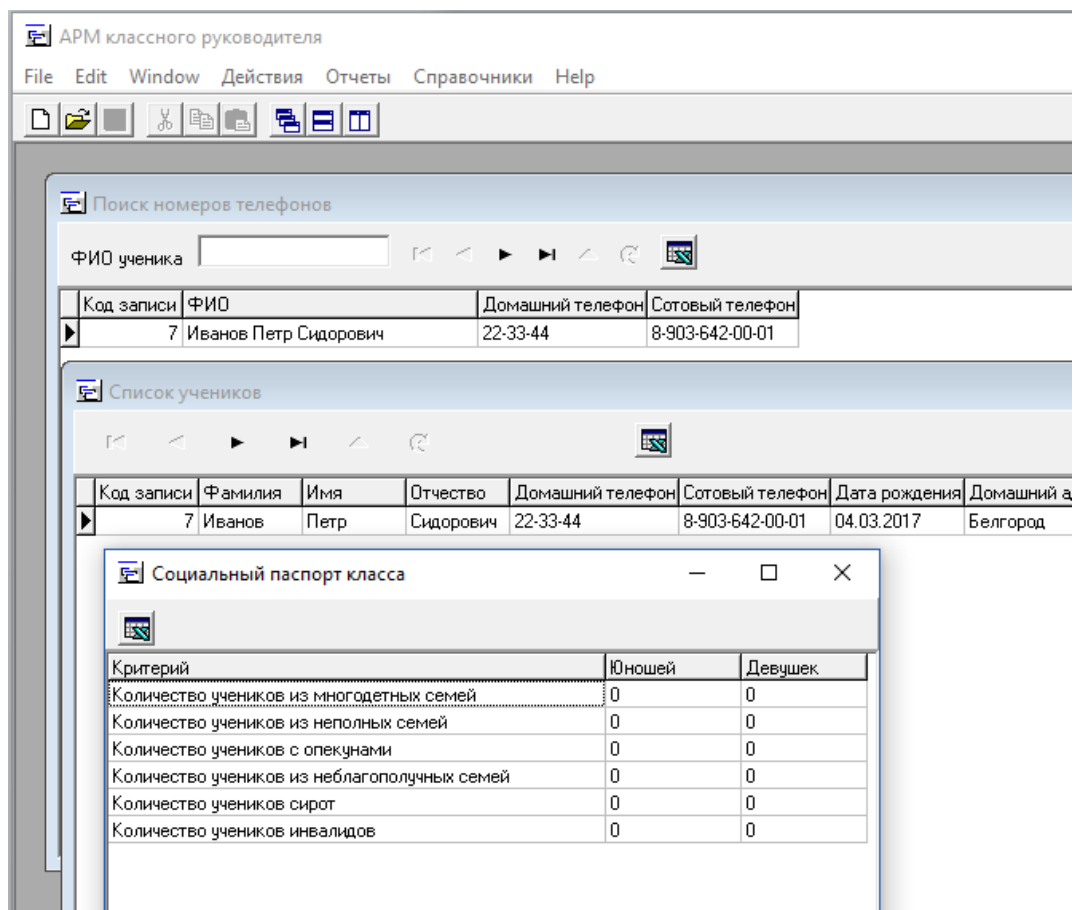 АРМ классного руководителя
File Edit Window Действия Отчеты Справочники Help
Поиск номеров телефонов
ФИО ученика
Код записи ФИО Домашний телефон Сотовый телефон
7 Иванов Петр Сидорович 22-33-44 8-903-642-00-01
Список учеников
Код записи Фамилия Имя Отчество Домашний телефон Сотовый телефон Дата рождения Домашний а
7 Иванов Петр Сидорович 22-33-44 8-903-642-00-01 04.03.2017 Белгород
Социальный паспорт класса
Критерий Юношей Девушек
Количество учеников из многодетных семей 0 0
Количество учеников из неполных семей 0 0
Количество учеников с опекунами 0 0
Количество учеников из неблагополучных семей 0 0
Количество учеников сирот 0 0
Количество учеников инвалидов 0 0